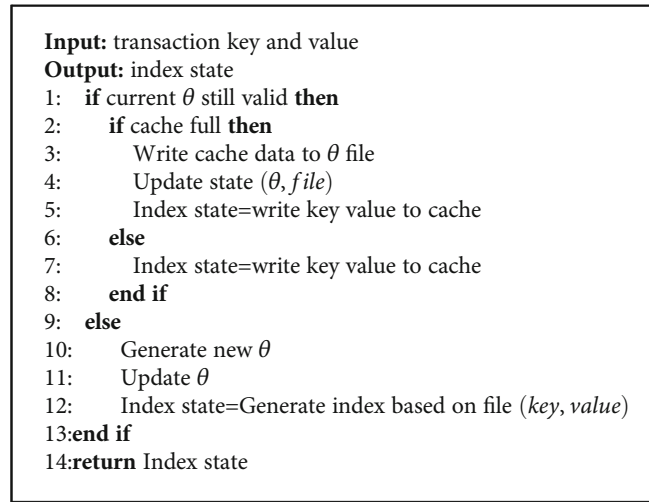 Input: transaction key and value
Output: index state
1: if current θ still valid then
2: if cache full then
3: Write cache data to θ file
4: Update state (θ, file)
5: Index state=write key value to cache
6: else
7: Index state=write key value to cache
8: end if
9: else
10: Generate new θ
11: Update θ
12: Index state=Generate index based on file (key, value)
13:end if
14:return Index state